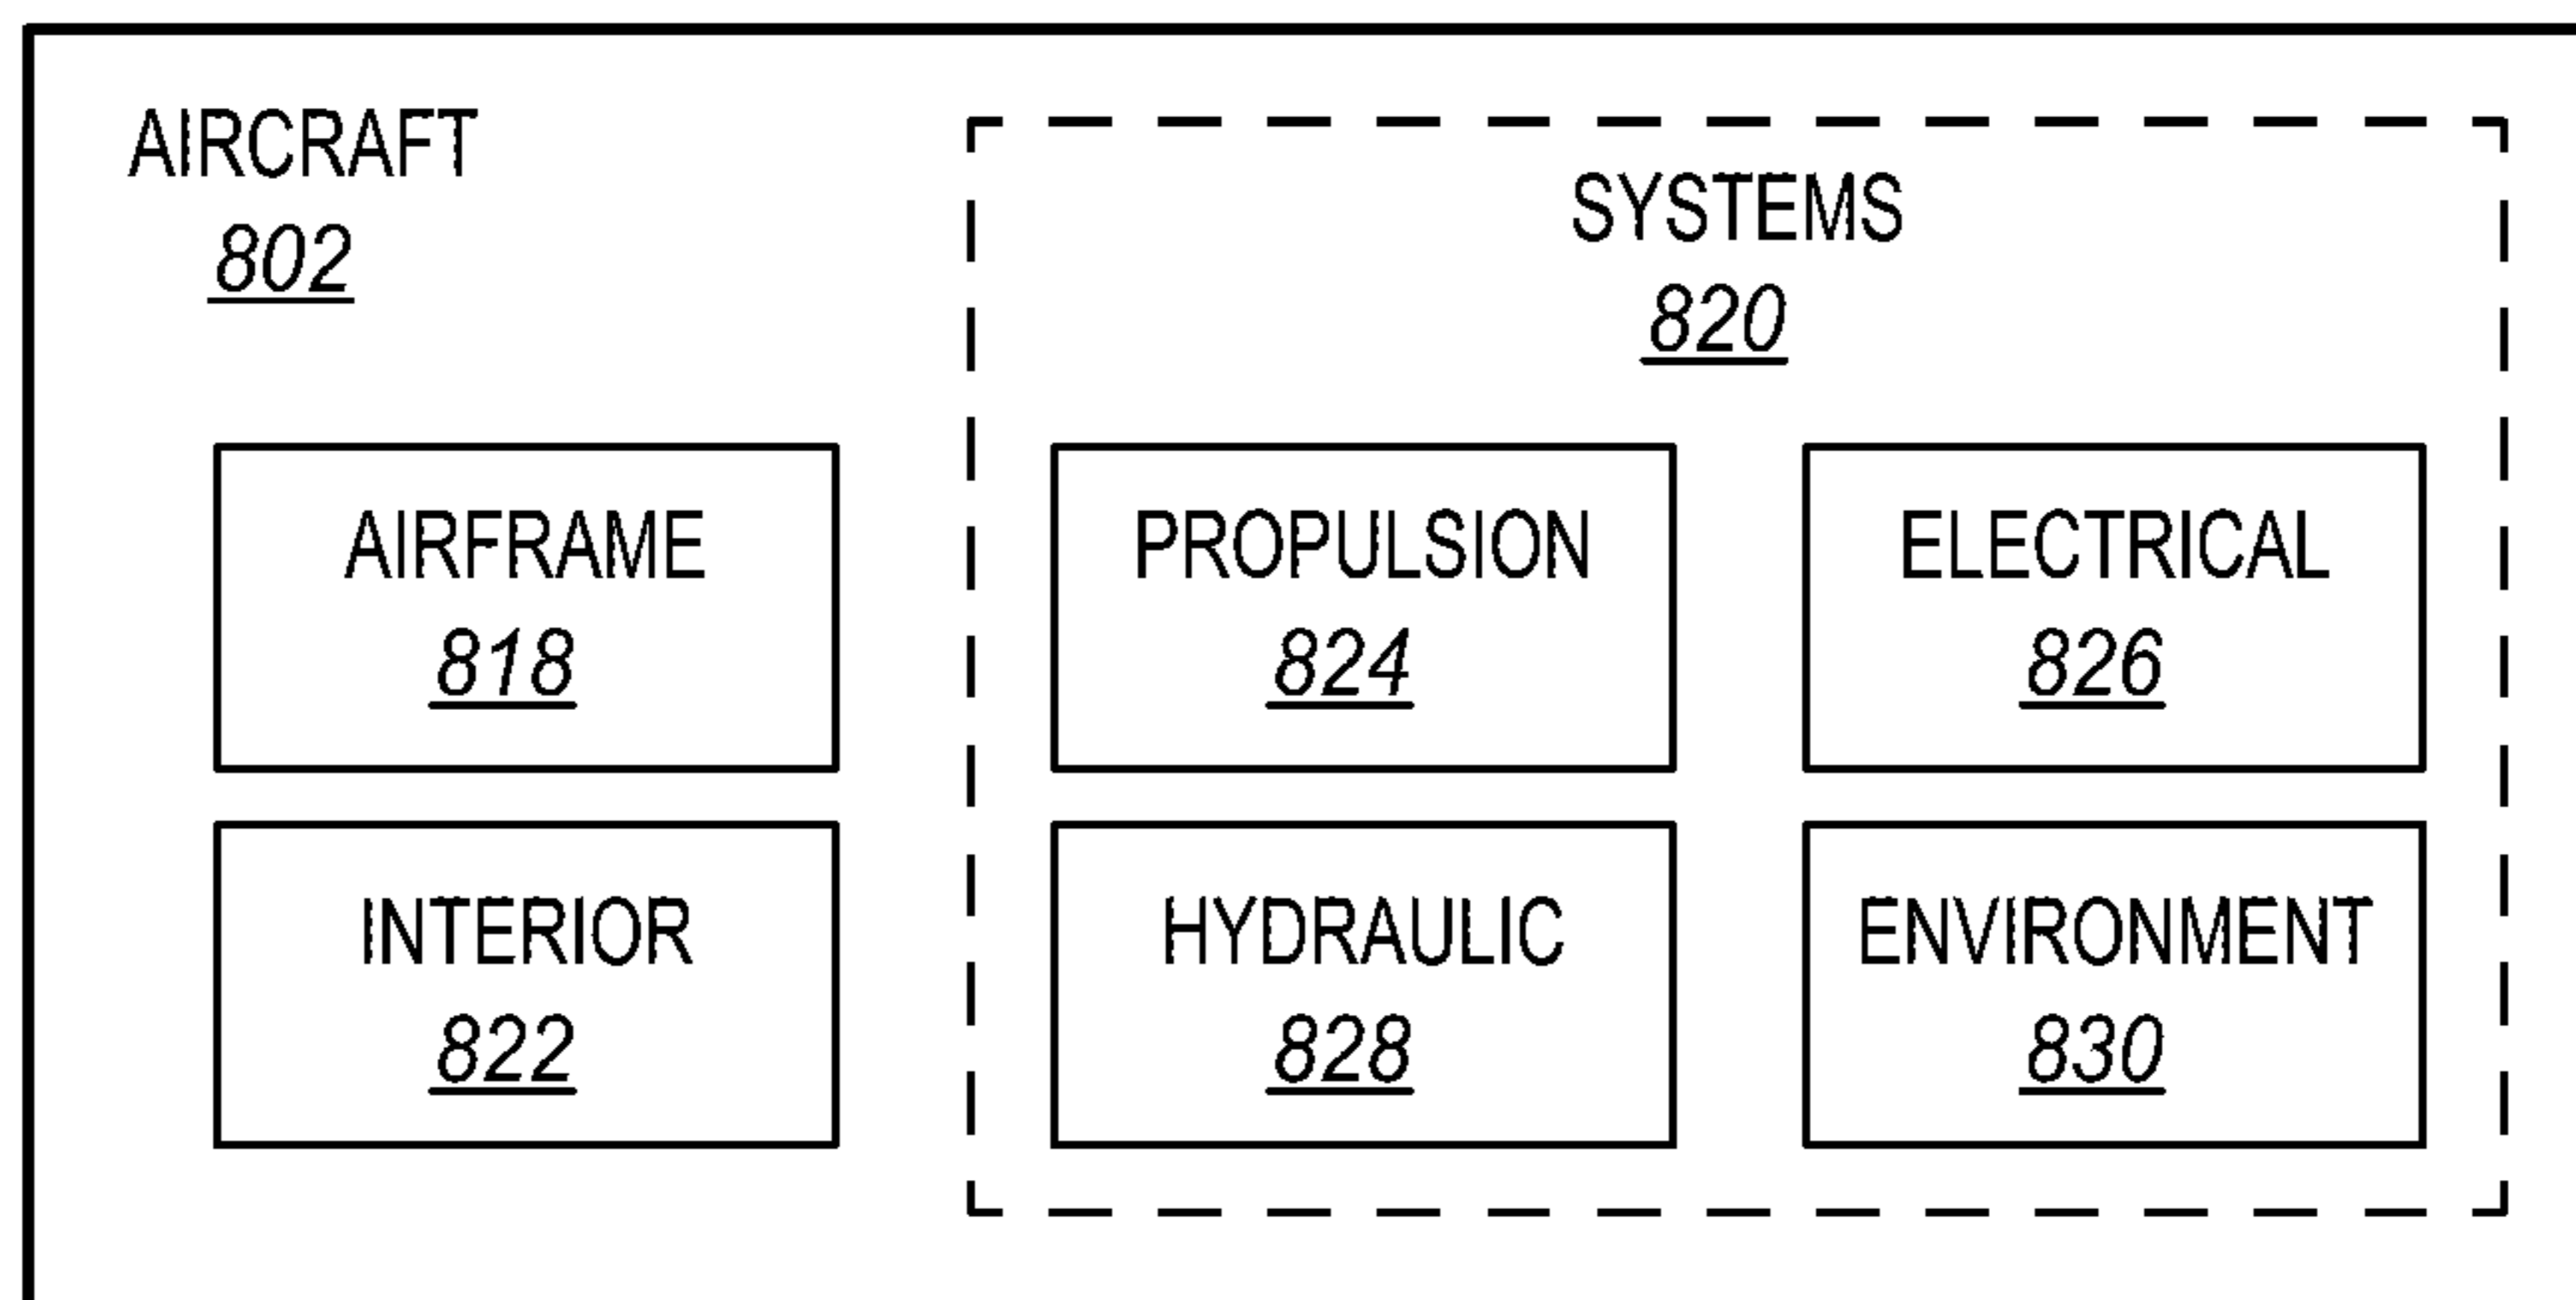 AIRCRAFT
802
SYSTEMS
820
AIRFRAME
818
PROPULSION
824
ELECTRICAL
826
INTERIOR
822
HYDRAULIC
828
ENVIRONMENT
830